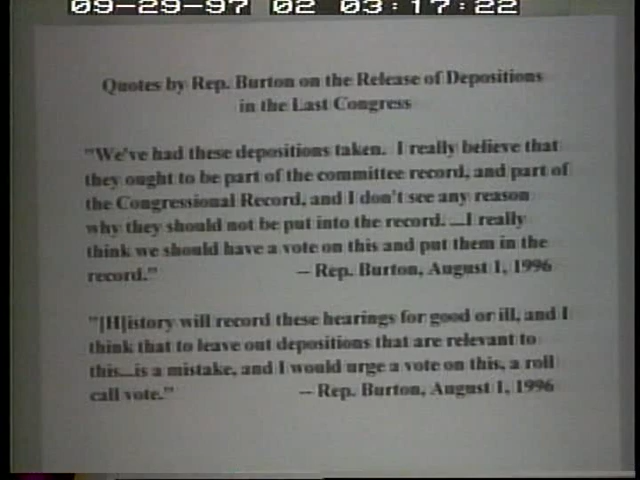 09-29-97 02 03:17:22
Quotes by Rep. Burton on the Release of Depositions
in the Last Congress
"We've had these depositions taken. I really believe that
they ought to be part of the committee record, and part of
the Congressional Record, and I don't see any reason
why they should not be put into the record. ...I really
think we should have a vote on this and put them in the
record." -- Rep. Burton, August 1, 1996
"[H]istory will record these hearings for good or ill, and I
think that to leave out depositions that are relevant to
this...is a mistake, and I would urge a vote on this, a roll
call vote." -- Rep. Burton, August 1, 1996